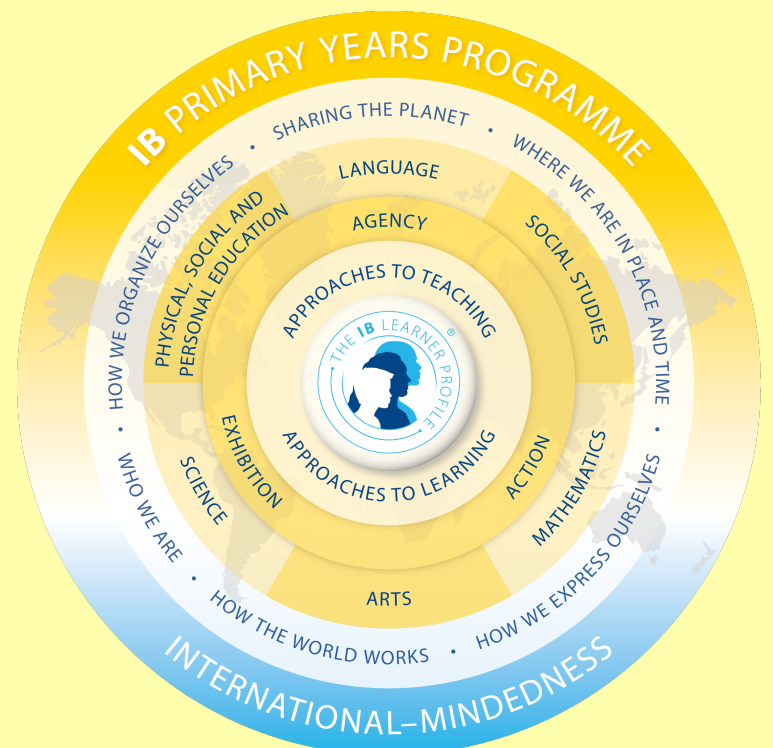 IB PRIMARY YEARS PROGRAMME
SHARING THE PLANET
•
WHERE WE ARE IN PLACE AND TIME
•
HOW WE EXPRESS OURSELVES
•
HOW THE WORLD WORKS
•
WHO WE ARE
•
HOW WE ORGANIZE OURSELVES
•
LANGUAGE
SOCIAL STUDIES
MATHEMATICS
ARTS
SCIENCE
PHYSICAL, SOCIAL AND
PERSONAL EDUCATION
AGENCY
ACTION
EXHIBITION
APPROACHES TO TEACHING
APPROACHES TO LEARNING
• THE IB LEARNER PROFILE •
®
INTERNATIONAL–MINDEDNESS